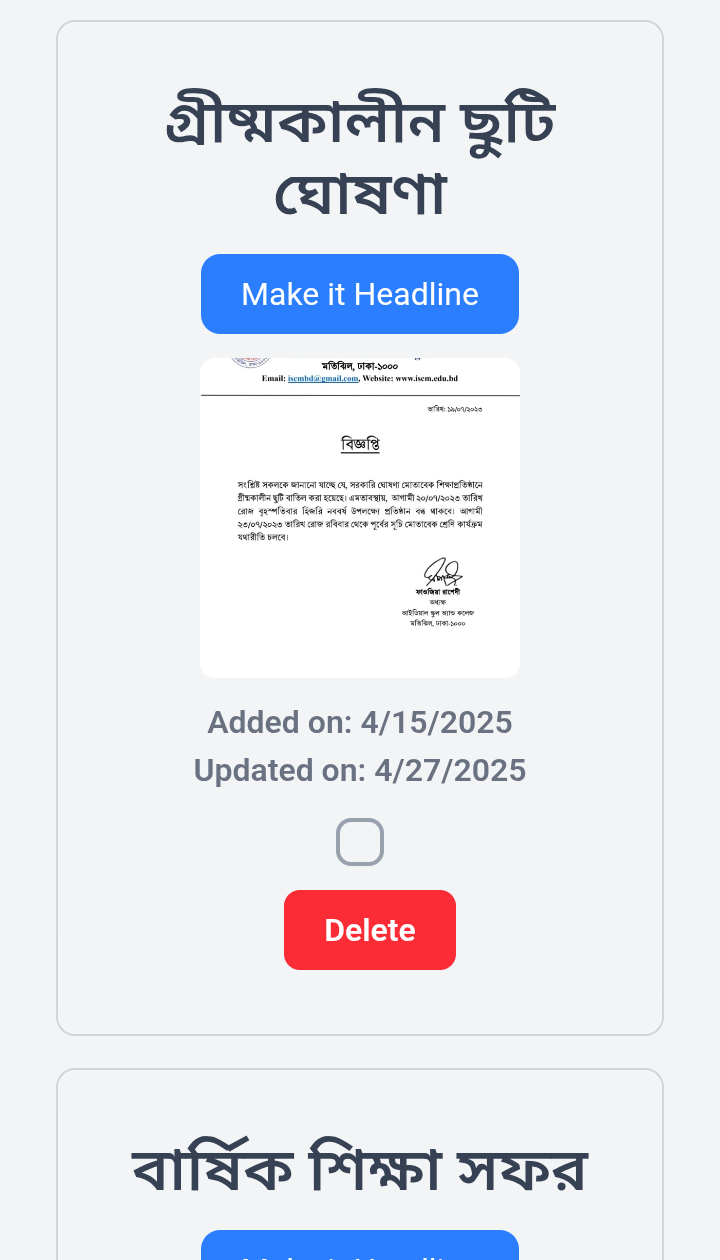 গ্রীষ্মকালীন ছুটি
ঘোষণা
Make it Headline
মতিঝিল, ঢাকা-১০০০
Email: iscmbd@gmail.com, Website: www.iscm.edu.bd
তারিখ: ১৯/০৭/২০২৩
বিজ্ঞপ্তি
সংশ্লিষ্ট সকলকে জানানো যাচ্ছে যে, সরকারি ঘোষণা মোতাবেক শিক্ষাপ্রতিষ্ঠানে
গ্রীষ্মকালীন ছুটি বাতিল করা হয়েছে। এমতাবস্থায়, আগামী ২০/০৭/২০২৩ তারিখ
রোজ বৃহস্পতিবার হিজরি নববর্ষ উপলক্ষ্যে প্রতিষ্ঠান বন্ধ থাকবে। আগামী
২৩/০৭/২০২৩ তারিখ রোজ রবিবার থেকে পূর্বের সূচি মোতাবেক শ্রেণি কার্যক্রম
যথারীতি চলবে।
ফাওজিয়া রাশেদী
অধ্যক্ষ
আইডিয়াল স্কুল অ্যান্ড কলেজ
মতিঝিল, ঢাকা-১০০০
Added on: 4/15/2025
Updated on: 4/27/2025
Delete
বার্ষিক শিক্ষা সফর